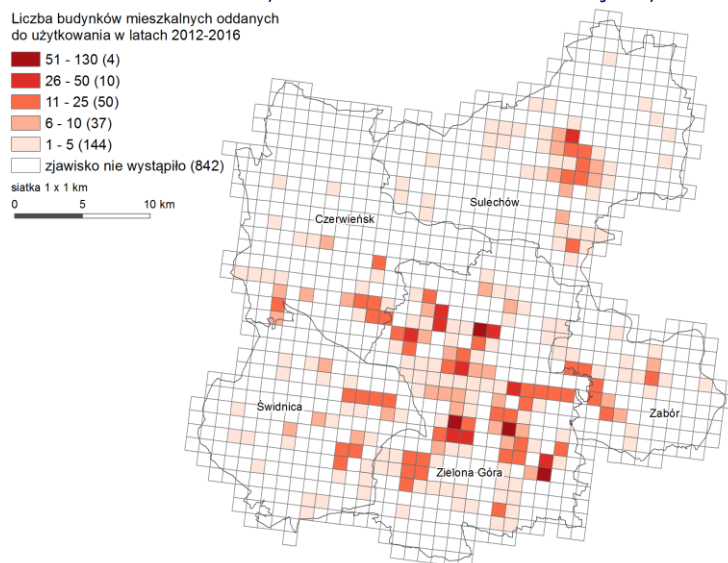 Liczba budynków mieszkalnych oddanych
do użytkowania w latach 2012-2016
51 - 130 (4)
26 - 50 (10)
11 - 25 (50)
6 - 10 (37)
1 - 5 (144)
zjawisko nie wystąpiło (842)
siatka 1 x 1 km
0 5 10 km
Sulechów
Czerwieńsk
Świdnica
Zabór
Zielona Góra